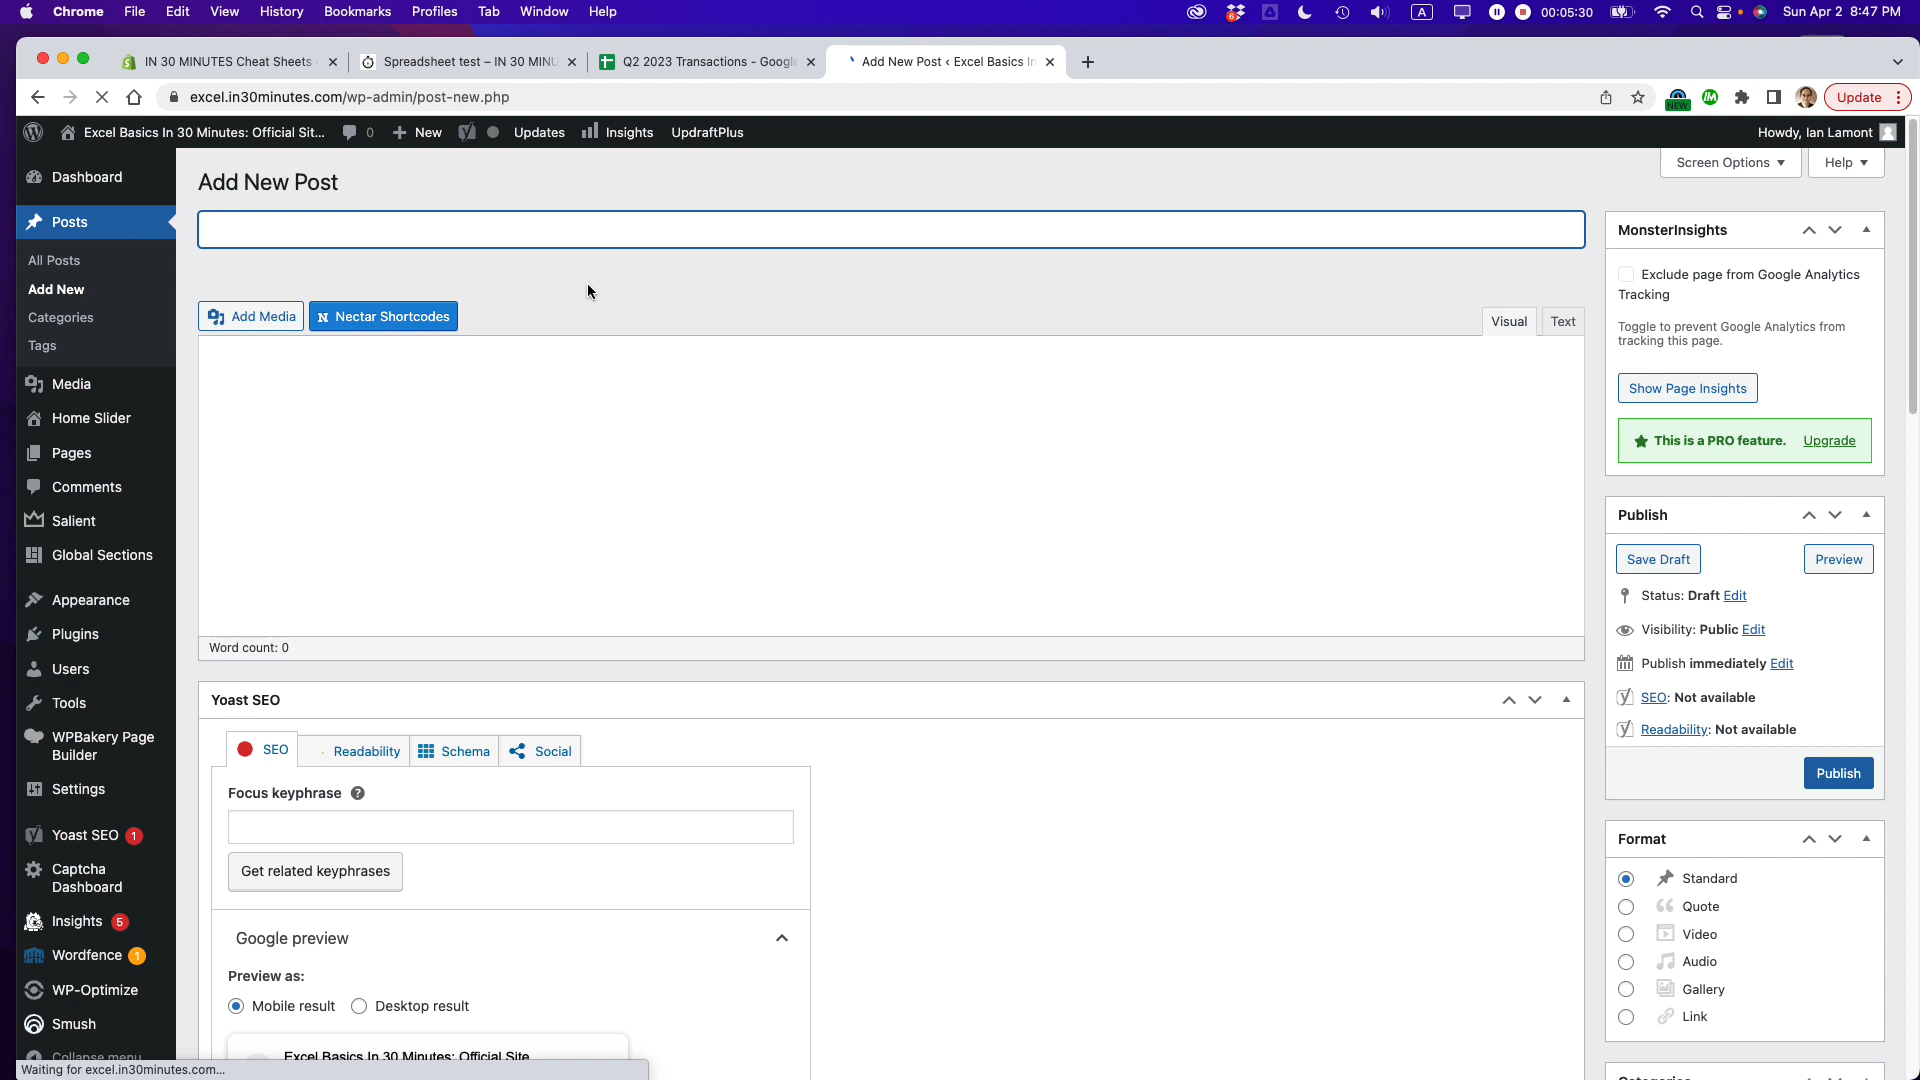 Chrome File Edit View History Bookmarks Profiles Tab Window Help 6 A 00:05:30 Sun Apr 2 8:47 PM
IN 30 MINUTES Cheat Sheets Spreadsheet test – IN 30 MINU Q2 2023 Transactions - Google Add New Post ‹ Excel Basics In
excel.in30minutes.com/wp-admin/post-new.php NEW Update
Excel Basics In 30 Minutes: Official Sit... 0 New Updates Insights UpdraftPlus Howdy, Ian Lamont
Screen Options Help
Dashboard
Posts
All Posts
Add New
Categories
Tags
Media
Home Slider
Pages
Comments
Salient
Global Sections
Appearance
Plugins
Users
Tools
WPBakery Page
Builder
Settings
Yoast SEO 1
Captcha
Dashboard
Insights 5
Wordfence 1
WP-Optimize
Smush
Collapse menu
Add New Post
Add Media N Nectar Shortcodes Visual Text
Word count: 0
Yoast SEO
SEO Readability Schema Social
Focus keyphrase ?
Get related keyphrases
Google preview
Preview as:
Mobile result Desktop result
Excel Basics In 30 Minutes: Official Site
MonsterInsights
Exclude page from Google Analytics
Tracking
Toggle to prevent Google Analytics from
tracking this page.
Show Page Insights
This is a PRO feature. Upgrade
Publish
Save Draft Preview
Status: Draft Edit
Visibility: Public Edit
Publish immediately Edit
SEO: Not available
Readability: Not available
Publish
Format
Standard
Quote
Video
Audio
Gallery
Link
Waiting for excel.in30minutes.com...